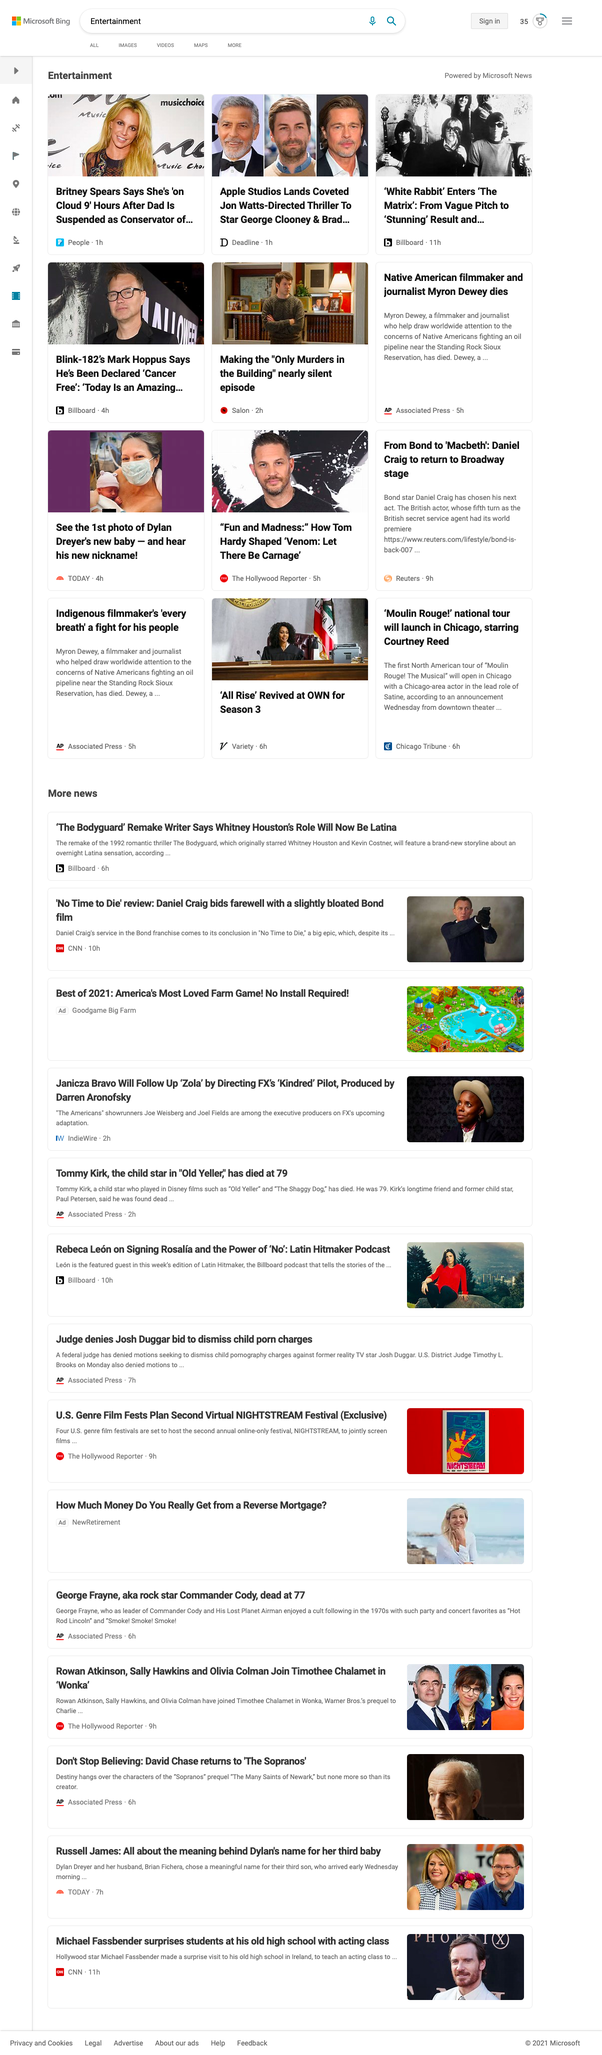 Microsoft Bing
Entertainment
Sign in
35
ALL IMAGES VIDEOS MAPS MORE
Entertainment
Powered by Microsoft News
.com
musicchoice
Britney Spears Says She's 'on
Cloud 9' Hours After Dad Is
Suspended as Conservator of...
People · 1h
Apple Studios Lands Coveted
Jon Watts-Directed Thriller To
Star George Clooney & Brad...
Deadline · 1h
‘White Rabbit’ Enters ‘The
Matrix’: From Vague Pitch to
‘Stunning’ Result and...
Billboard · 11h
Blink-182’s Mark Hoppus Says
He’s Been Declared ‘Cancer
Free’: ‘Today Is an Amazing...
Billboard · 4h
Making the "Only Murders in
the Building" nearly silent
episode
Salon · 2h
Native American filmmaker and
journalist Myron Dewey dies
Myron Dewey, a filmmaker and journalist
who help draw worldwide attention to the
concerns of Native Americans fighting an oil
pipeline near the Standing Rock Sioux
Reservation, has died. Dewey, a ...
Associated Press · 5h
See the 1st photo of Dylan
Dreyer's new baby — and hear
his new nickname!
TODAY · 4h
“Fun and Madness:” How Tom
Hardy Shaped ‘Venom: Let
There Be Carnage’
The Hollywood Reporter · 5h
From Bond to 'Macbeth': Daniel
Craig to return to Broadway
stage
Bond star Daniel Craig has chosen his next
act. The British actor, whose fifth turn as the
British secret service agent had its world
premiere
https://www.reuters.com/lifestyle/bond-is-
back-007 ...
Reuters · 9h
Indigenous filmmaker's 'every
breath' a fight for his people
Myron Dewey, a filmmaker and journalist
who helped draw worldwide attention to the
concerns of Native Americans fighting an oil
pipeline near the Standing Rock Sioux
Reservation, has died. Dewey, a ...
Associated Press · 5h
‘All Rise’ Revived at OWN for
Season 3
Variety · 6h
‘Moulin Rouge!’ national tour
will launch in Chicago, starring
Courtney Reed
The first North American tour of “Moulin
Rouge! The Musical” will open in Chicago
with a Chicago-area actor in the lead role of
Satine, according to an announcement
Wednesday from downtown theater ...
Chicago Tribune · 6h
More news
‘The Bodyguard’ Remake Writer Says Whitney Houston’s Role Will Now Be Latina
The remake of the 1992 romantic thriller The Bodyguard, which originally starred Whitney Houston and Kevin Costner, will feature a brand-new storyline about an
overnight Latina sensation, according ...
Billboard · 6h
'No Time to Die' review: Daniel Craig bids farewell with a slightly bloated Bond
film
Daniel Craig's service in the Bond franchise comes to its conclusion in "No Time to Die," a big epic, which, despite its ...
CNN · 10h
Best of 2021: America's Most Loved Farm Game! No Install Required!
Ad Goodgame Big Farm
Janicza Bravo Will Follow Up ‘Zola’ by Directing FX’s ‘Kindred’ Pilot, Produced by
Darren Aronofsky
"The Americans" showrunners Joe Weisberg and Joel Fields are among the executive producers on FX's upcoming
adaptation.
IndieWire · 2h
Tommy Kirk, the child star in "Old Yeller," has died at 79
Tommy Kirk, a child star who played in Disney films such as “Old Yeller” and “The Shaggy Dog,” has died. He was 79. Kirk's longtime friend and former child star,
Paul Petersen, said he was found dead ...
Associated Press · 2h
Rebeca León on Signing Rosalía and the Power of ‘No’: Latin Hitmaker Podcast
León is the featured guest in this week's edition of Latin Hitmaker, the Billboard podcast that tells the stories of the ...
Billboard · 10h
Judge denies Josh Duggar bid to dismiss child porn charges
A federal judge has denied motions seeking to dismiss child pornography charges against former reality TV star Josh Duggar. U.S. District Judge Timothy L.
Brooks on Monday also denied motions to ...
Associated Press · 7h
U.S. Genre Film Fests Plan Second Virtual NIGHTSTREAM Festival (Exclusive)
Four U.S. genre film festivals are set to host the second annual online-only festival, NIGHTSTREAM, to jointly screen
films ...
The Hollywood Reporter · 9h
NIGHTSTREAM
How Much Money Do You Really Get from a Reverse Mortgage?
Ad NewRetirement
George Frayne, aka rock star Commander Cody, dead at 77
George Frayne, who as leader of Commander Cody and His Lost Planet Airman enjoyed a cult following in the 1970s with such party and concert favorites as “Hot
Rod Lincoln” and “Smoke! Smoke! Smoke!
Associated Press · 6h
Rowan Atkinson, Sally Hawkins and Olivia Colman Join Timothee Chalamet in
‘Wonka’
Rowan Atkinson, Sally Hawkins, and Olivia Colman have joined Timothee Chalamet in Wonka, Warner Bros.'s prequel to
Charlie ...
The Hollywood Reporter · 9h
Don't Stop Believing: David Chase returns to 'The Sopranos'
Destiny hangs over the characters of the “Sopranos” prequel “The Many Saints of Newark,” but none more so than its
creator.
Associated Press · 6h
Russell James: All about the meaning behind Dylan's name for her third baby
Dylan Dreyer and her husband, Brian Fichera, chose a meaningful name for their third son, who arrived early Wednesday
morning ...
TODAY · 7h
Michael Fassbender surprises students at his old high school with acting class
Hollywood star Michael Fassbender made a surprise visit to his old high school in Ireland, to teach an acting class to ...
CNN · 11h
Privacy and Cookies Legal Advertise About our ads Help Feedback
© 2021 Microsoft